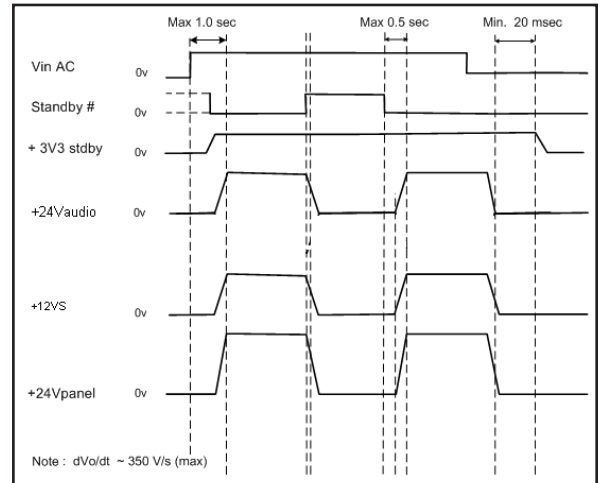 Max 1.0 sec Max 0.5 sec Min. 20 msec
Vin AC 0v
Standby # 0v
+ 3V3 stdby 0v
+24Vaudio 0v
+12VS 0v
+24Vpanel 0v
Note : dVo/dt ~ 350 V/s (max)